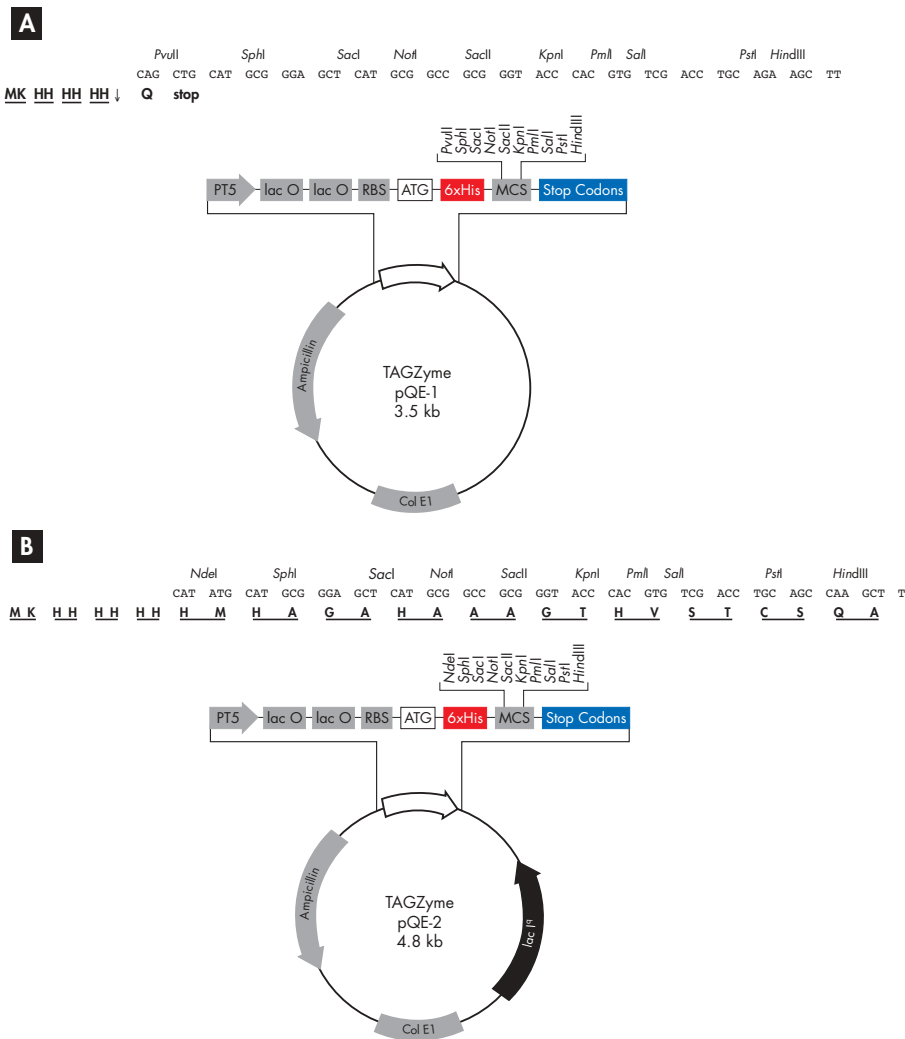 A
PvuII SphI SacI NotI SacII KpnI PmlI SalI PstI HindIII
CAG CTG CAT GCG GGA GCT CAT GCG GCC GCG GGT ACC CAC GTG TCG ACC TGC AGA AGC TT
MK HH HH HH ↓ Q stop
PvuII SphI SacI NotI SacII KpnI PmlI SalI PstI HindIII
PT5 lac O lac O RBS ATG 6xHis MCS Stop Codons
Ampicillin
TAGZyme
pQE-1
3.5 kb
Col E1
B
NdeI SphI SacI NotI SacII KpnI PmlI SalI PstI HindIII
CAT ATG CAT GCG GGA GCT CAT GCG GCC GCG GGT ACC CAC GTG TCG ACC TGC AGC CAA GCT T
MK HH HH HH H M H A G A H A A A G T H V S T C S Q A
NdeI SphI SacI NotI SacII KpnI PmlI SalI PstI HindIII
PT5 lac O lac O RBS ATG 6xHis MCS Stop Codons
Ampicillin
TAGZyme
pQE-2
4.8 kb
lac Iq
Col E1